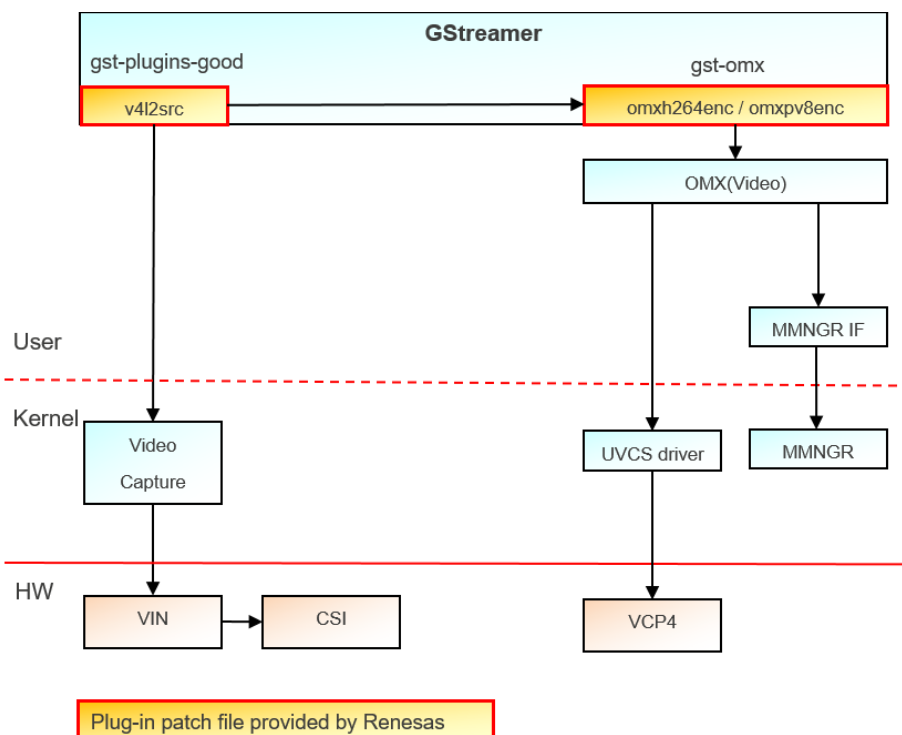 GStreamer
gst-plugins-good
gst-omx
v4l2src
omxh264enc / omxpv8enc
OMX(Video)
MMNGR IF
User
Kernel
Video
Capture
UVCS driver
MMNGR
HW
VIN
CSI
VCP4
Plug-in patch file provided by Renesas